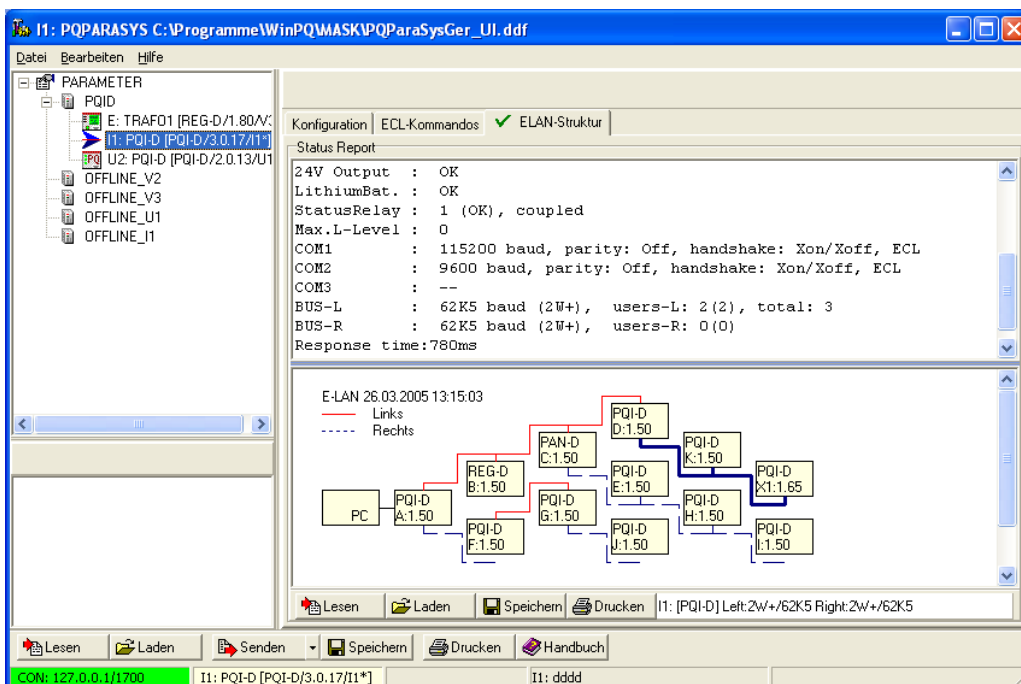 I1: PQPARASYS C:\Programme\WinPQ\MASK\PQParaSysGer_UI.ddf
Datei Bearbeiten Hilfe
PARAMETER
PQID
E: TRAFO1 [REG-D/1.80/V:
I1: PQI-D [PQI-D/3.0.17/I1*]
U2: PQI-D [PQI-D/2.0.13/U1
OFFLINE_V2
OFFLINE_V3
OFFLINE_U1
OFFLINE_I1
Konfiguration ECL-Kommandos ELAN-Struktur
Status Report
24V Output : OK
LithiumBat. : OK
StatusRelay : 1 (OK), coupled
Max.L-Level : 0
COM1 : 115200 baud, parity: Off, handshake: Xon/Xoff, ECL
COM2 : 9600 baud, parity: Off, handshake: Xon/Xoff, ECL
COM3 : --
BUS-L : 62K5 baud (2W+), users-L: 2(2), total: 3
BUS-R : 62K5 baud (2W+), users-R: 0(0)
Response time:780ms
E-LAN 26.03.2005 13:15:03
Links
Rechts
PQI-D
D:1.50
PAN-D
C:1.50
PQI-D
K:1.50
REG-D
B:1.50
PQI-D
E:1.50
PQI-D
X1:1.65
PC
PQI-D
A:1.50
PQI-D
G:1.50
PQI-D
H:1.50
PQI-D
F:1.50
PQI-D
J:1.50
PQI-D
I:1.50
Lesen Laden Speichern Drucken I1: [PQI-D] Left:2W+/62K5 Right:2W+/62K5
Lesen Laden Senden Speichern Drucken Handbuch
CON: 127.0.0.1/1700 I1: PQI-D [PQI-D/3.0.17/I1*] I1: dddd